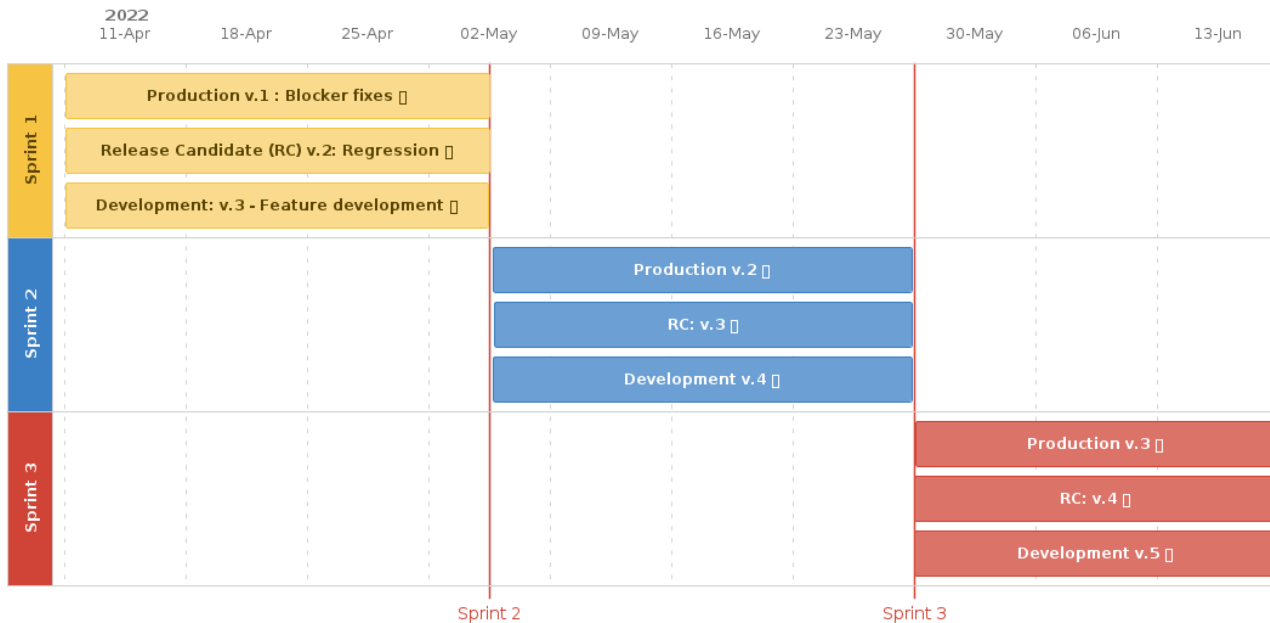 2022
11-Apr 18-Apr 25-Apr 02-May 09-May 16-May 23-May 30-May 06-Jun 13-Jun
Sprint 1
Production v.1 : Blocker fixes
Release Candidate (RC) v.2: Regression
Development: v.3 - Feature development
Sprint 2
Production v.2
RC: v.3
Development v.4
Sprint 3
Production v.3
RC: v.4
Development v.5
Sprint 2 Sprint 3